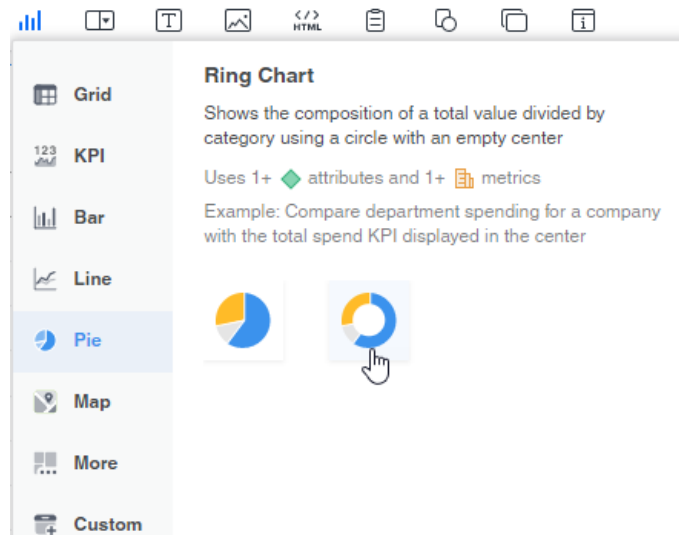 </>
HTML
Grid
123
KPI
Bar
Line
Pie
Map
More
Custom
Ring Chart
Shows the composition of a total value divided by
category using a circle with an empty center
Uses 1+ attributes and 1+ metrics
Example: Compare department spending for a company
with the total spend KPI displayed in the center